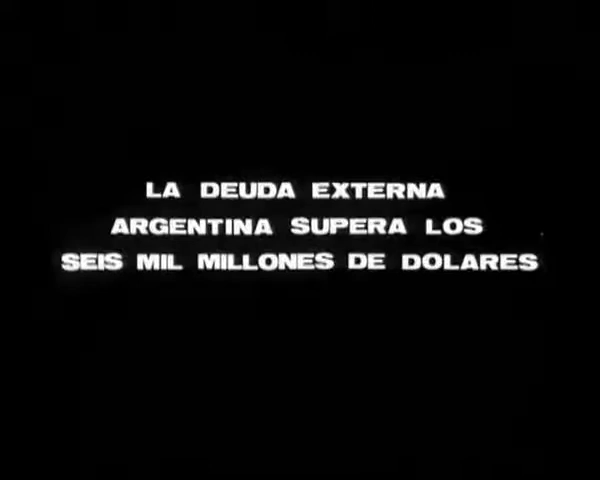 LA DEUDA EXTERNA
ARGENTINA SUPERA LOS
SEIS MIL MILLONES DE DOLARES